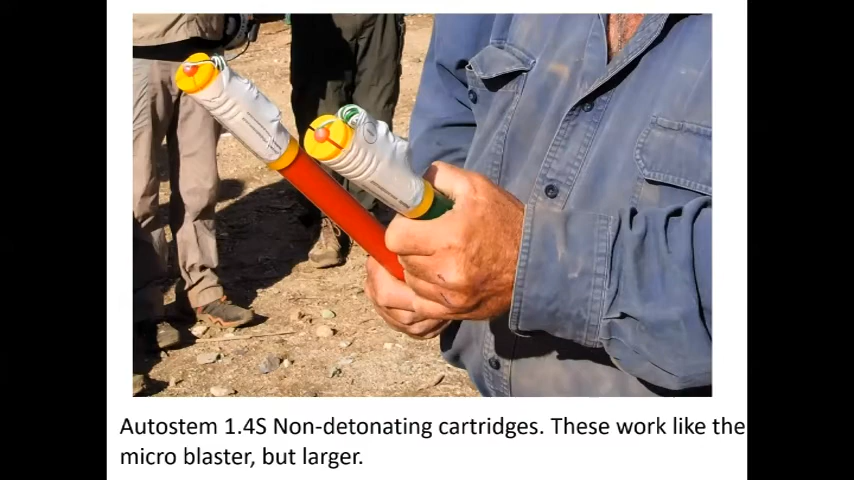 Autostem 1.4S Non-detonating cartridges. These work like the
micro blaster, but larger.